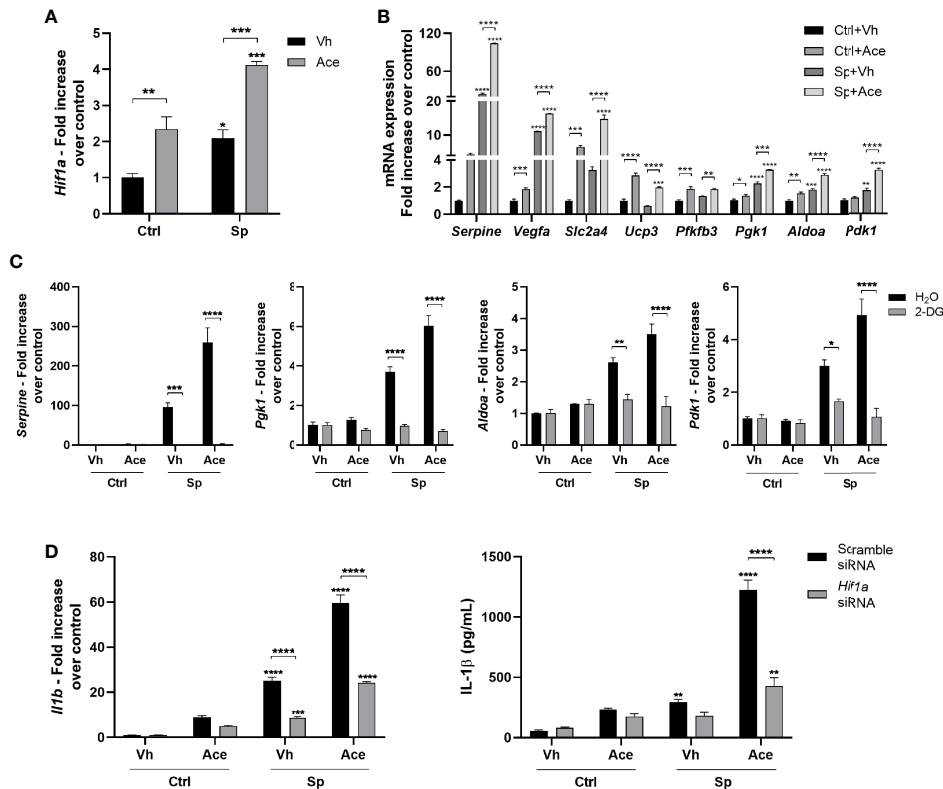 A
Hif1a - Fold increase
over control
5
4
3
2
1
0
**
*
***
***
Ctrl
Sp
Vh
Ace
B
mRNA expression
Fold increase over control
120
60
20
10
4
2
0
Ctrl+Vh
Ctrl+Ace
Sp+Vh
Sp+Ace
**** **** ****
*** **** **** ****
*** **** ****
**** **** ***
*** **
* **** *** ****
** *** **** ****
** **** ****
Serpine Vegfa Slc2a4 Ucp3 Pfkfb3 Pgk1 Aldoa Pdk1
C
Serpine - Fold increase
over control
400
300
200
100
0
***
****
Vh Ace Vh Ace
Ctrl Sp
Pgk1 - Fold increase
over control
8
6
4
2
0
****
****
Vh Ace Vh Ace
Ctrl Sp
Aldoa - Fold increase
over control
5
4
3
2
1
0
**
****
Vh Ace Vh Ace
Ctrl Sp
Pdk1 - Fold increase
over control
8
6
4
2
0
*
****
Vh Ace Vh Ace
Ctrl Sp
H2O
2-DG
D
Il1b - Fold increase
over control
80
60
40
20
0
****
****
***
****
****
****
Vh Ace Vh Ace
Ctrl Sp
IL-1β (pg/mL)
1500
1000
500
0
**
****
****
**
Vh Ace Vh Ace
Ctrl Sp
Scramble
siRNA
Hif1a
siRNA